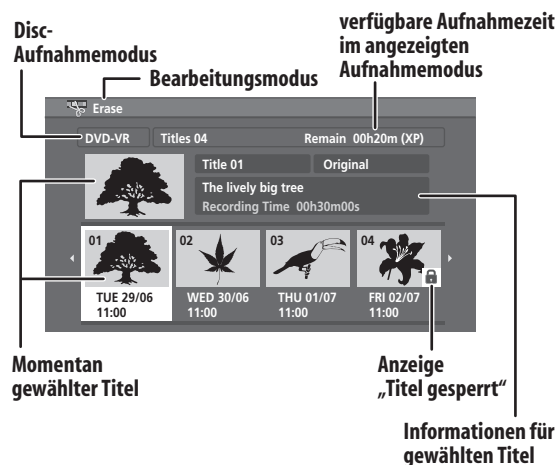 Disc-
Aufnahmemodus
Bearbeitungsmodus
verfügbare Aufnahmezeit
im angezeigten
Aufnahmemodus
Erase
DVD-VR Titles 04 Remain 00h20m (XP)
Title 01 Original
The lively big tree
Recording Time 00h30m00s
01 02 03 04
TUE 29/06 WED 30/06 THU 01/07 FRI 02/07
11:00 11:00 11:00 11:00
Momentan
gewählter Titel
Anzeige
„Titel gesperrt“
Informationen für
gewählten Titel